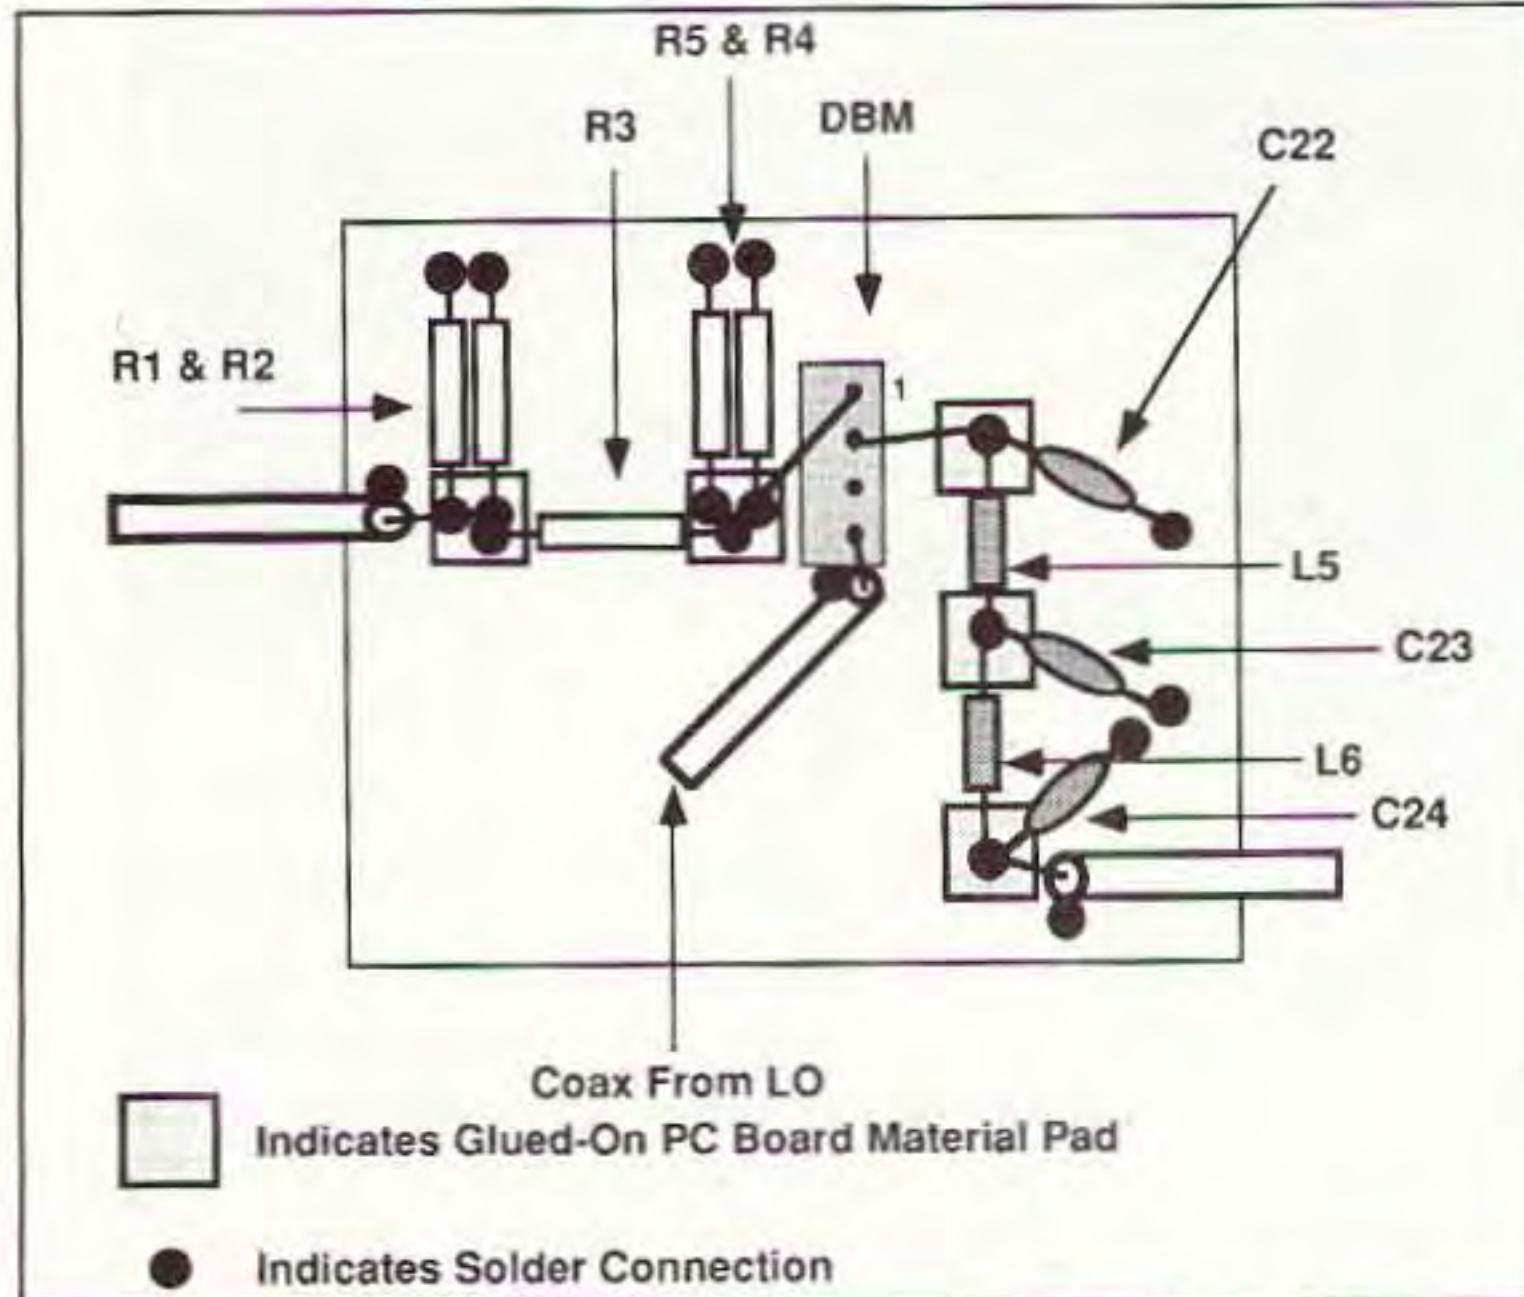 R5 & R4
R3
DBM
C22
R1 & R2
1
L5
C23
L6
C24
Coax From LO
Indicates Glued-On PC Board Material Pad
Indicates Solder Connection